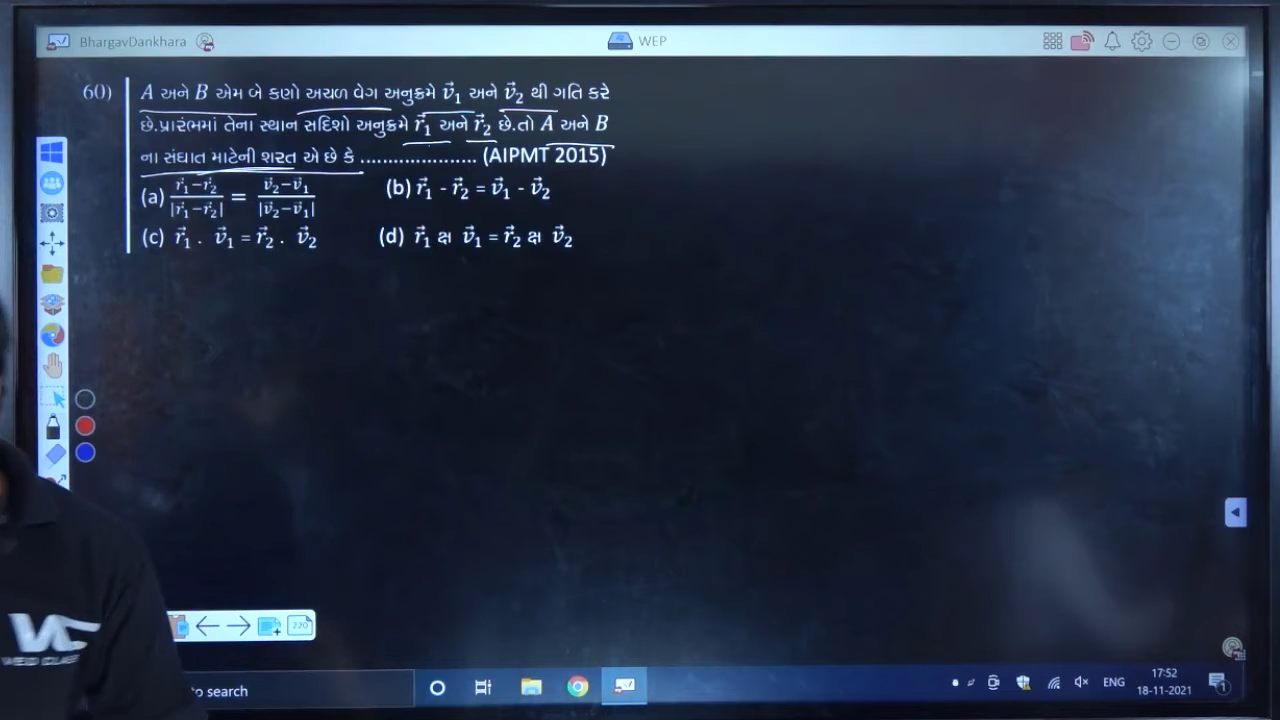 BhargavDankhara
WEP
60) A અને B એમ બે કણો અચળ વેગ અનુક્રમે v⃗₁ અને v⃗₂ થી ગતિ કરે
છે.પ્રારંભમાં તેના સ્થાન સદિશો અનુક્રમે r⃗₁ અને r⃗₂ છે.તો A અને B
ના સંઘાત માટેની શરત એ છે કે ..................... (AIPMT 2015)
(a) r⃗₁−r⃗₂/|r⃗₁−r⃗₂| = v⃗₂−v⃗₁/|v⃗₂−v⃗₁| (b) r⃗₁ - r⃗₂ = v⃗₁ - v⃗₂
(c) r⃗₁ . v⃗₁ = r⃗₂ . v⃗₂ (d) r⃗₁ ક્ષ v⃗₁ = r⃗₂ ક્ષ v⃗₂
220
to search
ENG
17:52
18-11-2021
1